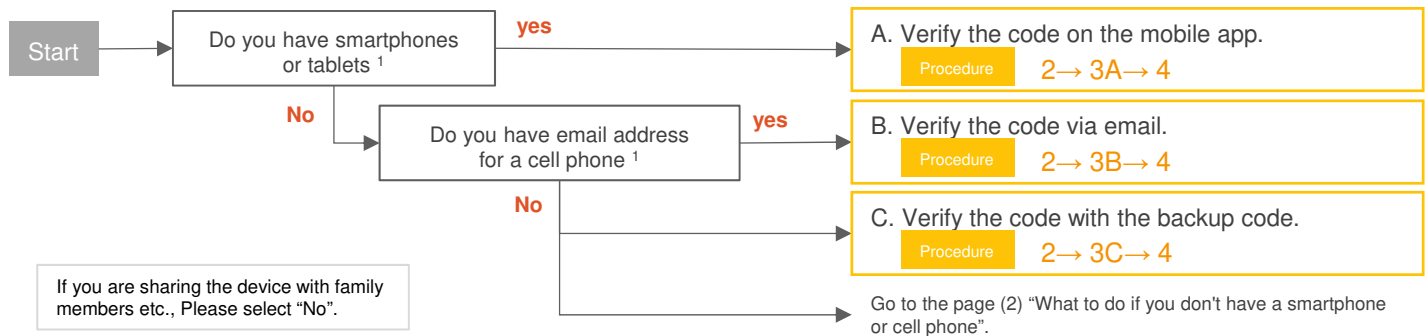 Start
Do you have smartphones
or tablets 1
yes
A. Verify the code on the mobile app.
Procedure 2→ 3A→ 4
No
Do you have email address
for a cell phone 1
yes
B. Verify the code via email.
Procedure 2→ 3B→ 4
No
C. Verify the code with the backup code.
Procedure 2→ 3C→ 4
If you are sharing the device with family
members etc., Please select “No”.
Go to the page (2) “What to do if you don't have a smartphone
or cell phone”.